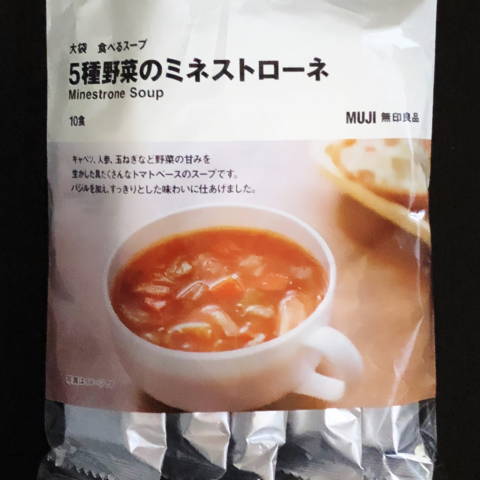 大袋 食べるスープ
5種野菜のミネストローネ
Minestrone Soup
10食
MUJI 無印良品
キャベツ、人参、玉ねぎなど野菜の甘みを
生かした具だくさんなトマトベースのスープです。
バジルを加え、すっきりとした味わいに仕あげました。